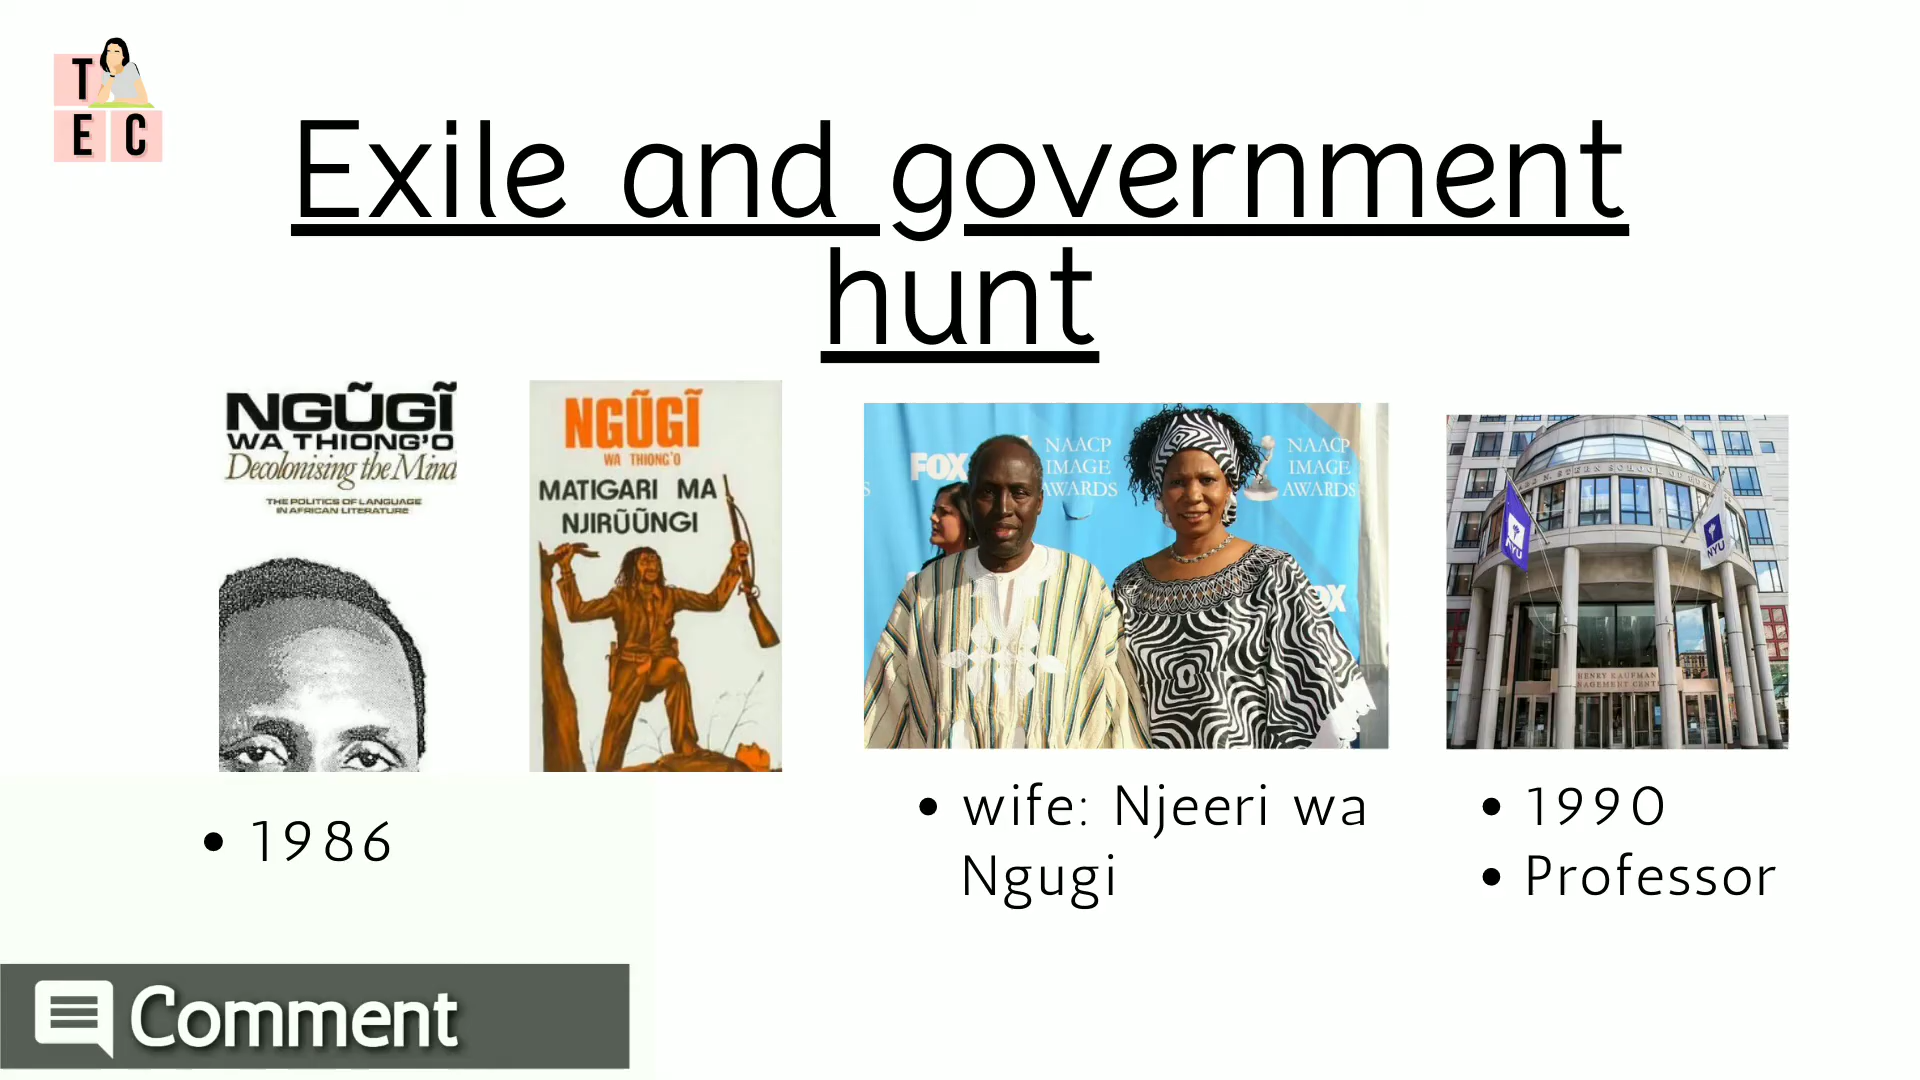 T
E C
Exile and government
hunt
NGŨGĨ
WA THIONG'O
Decolonising the Mind
THE POLITICS OF LANGUAGE
IN AFRICAN LITERATURE
NGŨGĨ
WA THIONG'O
MATIGARI MA
NJIRŨŨNGI
FOX
NAACP
IMAGE
AWARDS
NAACP
IMAGE
AWARDS
NYU
NYU
HENRY KAUFMAN
• 1986
• wife: Njeeri wa
Ngugi
• 1990
• Professor
Comment